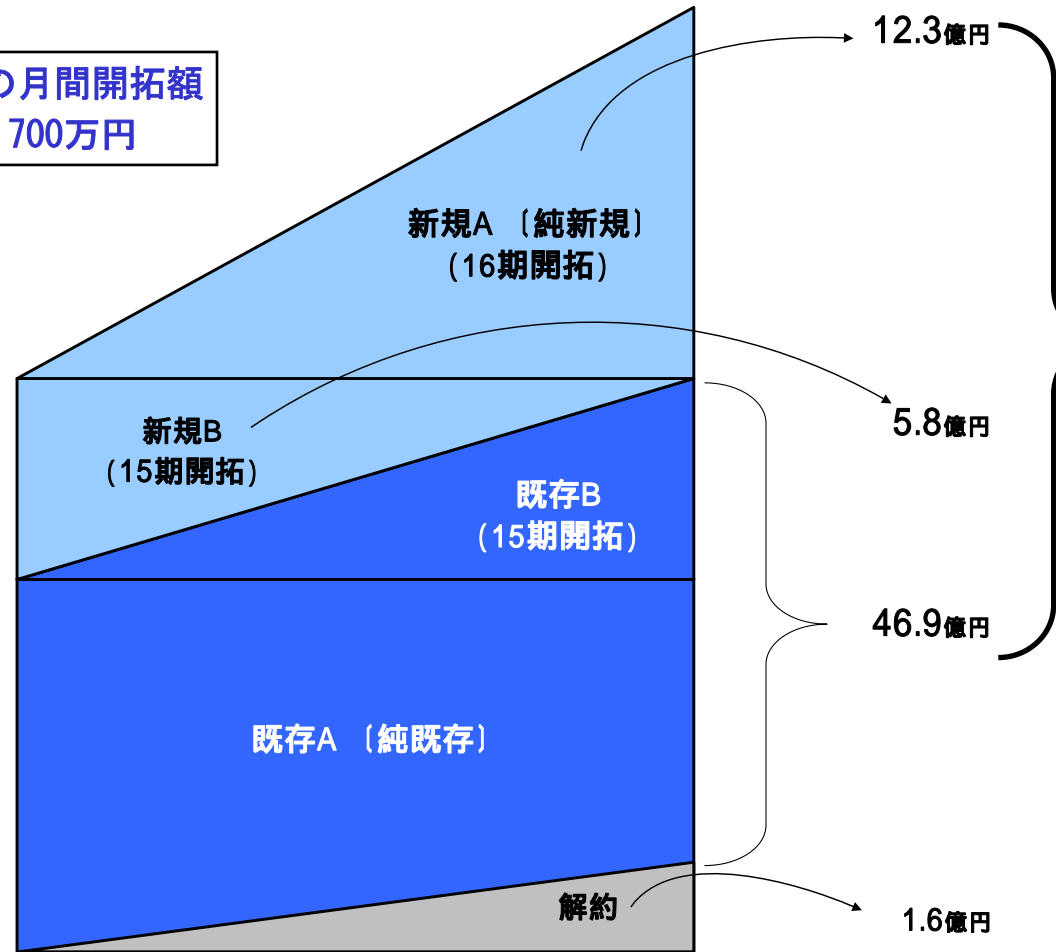 の月間開拓額
700万円
12.3億円
新規A 〔純新規〕
(16期開拓)
新規B
(15期開拓)
5.8億円
既存B
(15期開拓)
46.9億円
既存A 〔純既存〕
解約
1.6億円